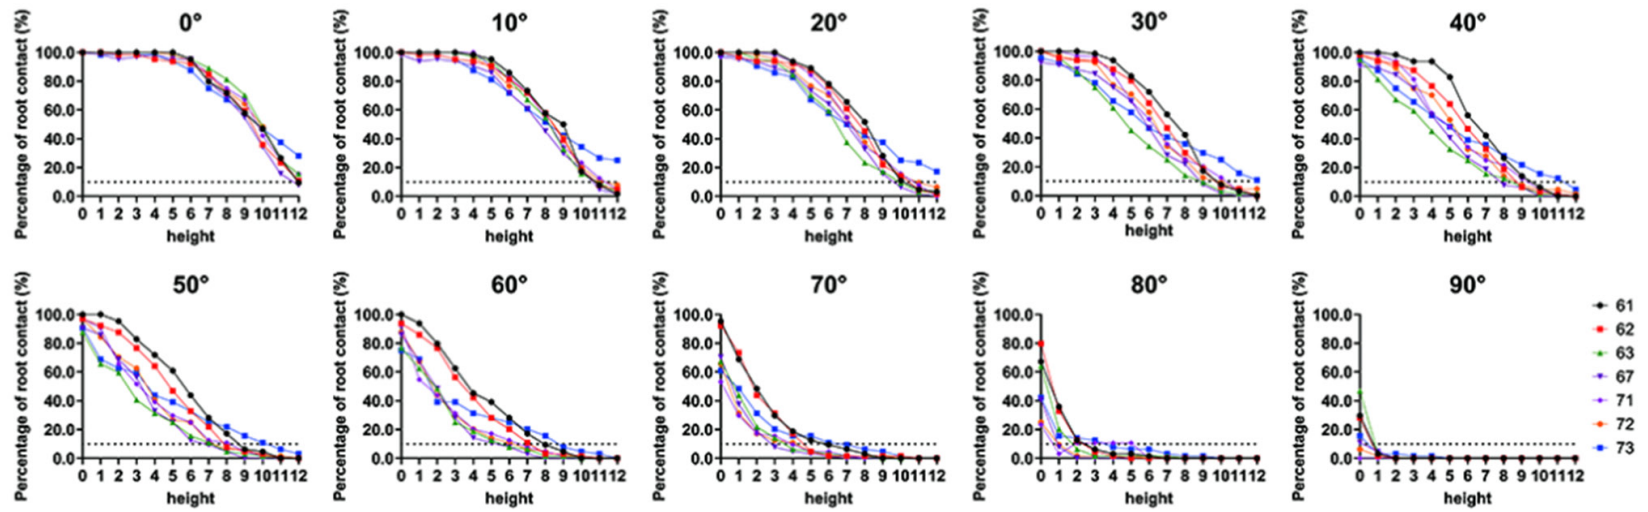 0°
Percentage of root contact (%)
100.0
80.0
60.0
40.0
20.0
0.0
0 1 2 3 4 5 6 7 8 9 10 11 12
height
10°
Percentage of root contact (%)
100.0
80.0
60.0
40.0
20.0
0.0
0 1 2 3 4 5 6 7 8 9 10 11 12
height
20°
Percentage of root contact (%)
100.0
80.0
60.0
40.0
20.0
0.0
0 1 2 3 4 5 6 7 8 9 10 11 12
height
30°
Percentage of root contact (%)
100.0
80.0
60.0
40.0
20.0
0.0
0 1 2 3 4 5 6 7 8 9 10 11 12
height
40°
Percentage of root contact (%)
100.0
80.0
60.0
40.0
20.0
0.0
0 1 2 3 4 5 6 7 8 9 10 11 12
height
50°
Percentage of root contact (%)
100.0
80.0
60.0
40.0
20.0
0.0
0 1 2 3 4 5 6 7 8 9 10 11 12
height
60°
Percentage of root contact (%)
100.0
80.0
60.0
40.0
20.0
0.0
0 1 2 3 4 5 6 7 8 9 10 11 12
height
70°
Percentage of root contact (%)
100.0
80.0
60.0
40.0
20.0
0.0
0 1 2 3 4 5 6 7 8 9 10 11 12
height
80°
Percentage of root contact (%)
100.0
80.0
60.0
40.0
20.0
0.0
0 1 2 3 4 5 6 7 8 9 10 11 12
height
90°
Percentage of root contact (%)
100.0
80.0
60.0
40.0
20.0
0.0
0 1 2 3 4 5 6 7 8 9 10 11 12
height
61
62
63
67
71
72
73